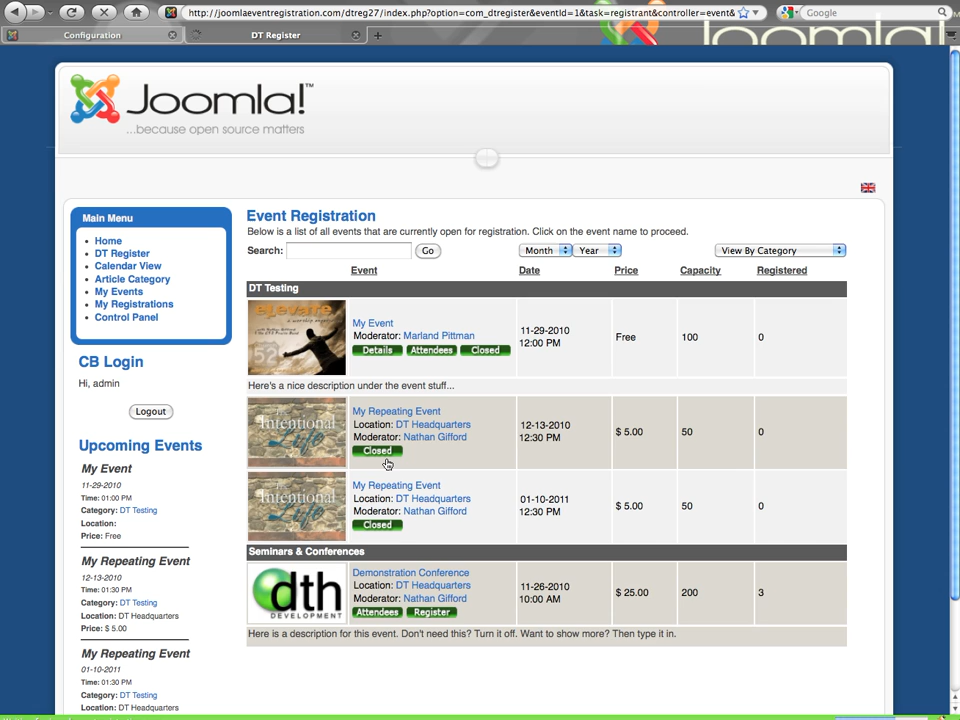 http://joomlaeventregistration.com/dtreg27/index.php?option=com_dtregister&eventId=1&task=registrant&controller=event&
Google
Configuration
DT Register
Joomla!
Joomla!™
...because open source matters
Main Menu
Home
DT Register
Calendar View
Article Category
My Events
My Registrations
Control Panel
CB Login
Hi, admin
Logout
Upcoming Events
My Event
11-29-2010
Time: 01:00 PM
Category: DT Testing
Location:
Price: Free
My Repeating Event
12-13-2010
Time: 01:30 PM
Category: DT Testing
Location: DT Headquarters
Price: $ 5.00
My Repeating Event
01-10-2011
Time: 01:30 PM
Category: DT Testing
Location: DT Headquarters
Event Registration
Below is a list of all events that are currently open for registration. Click on the event name to proceed.
Search: Go Month Year View By Category
Event Date Price Capacity Registered
DT Testing
My Event
Moderator: Marland Pittman
Details Attendees Closed
11-29-2010
12:00 PM
Free 100 0
Here's a nice description under the event stuff...
Intentional
Life
My Repeating Event
Location: DT Headquarters
Moderator: Nathan Gifford
Closed
12-13-2010
12:30 PM
$ 5.00 50 0
Intentional
Life
My Repeating Event
Location: DT Headquarters
Moderator: Nathan Gifford
Closed
01-10-2011
12:30 PM
$ 5.00 50 0
Seminars & Conferences
dth
DEVELOPMENT
Demonstration Conference
Location: DT Headquarters
Moderator: Nathan Gifford
Attendees Register
11-26-2010
10:00 AM
$ 25.00 200 3
Here is a description for this event. Don't need this? Turn it off. Want to show more? Then type it in.